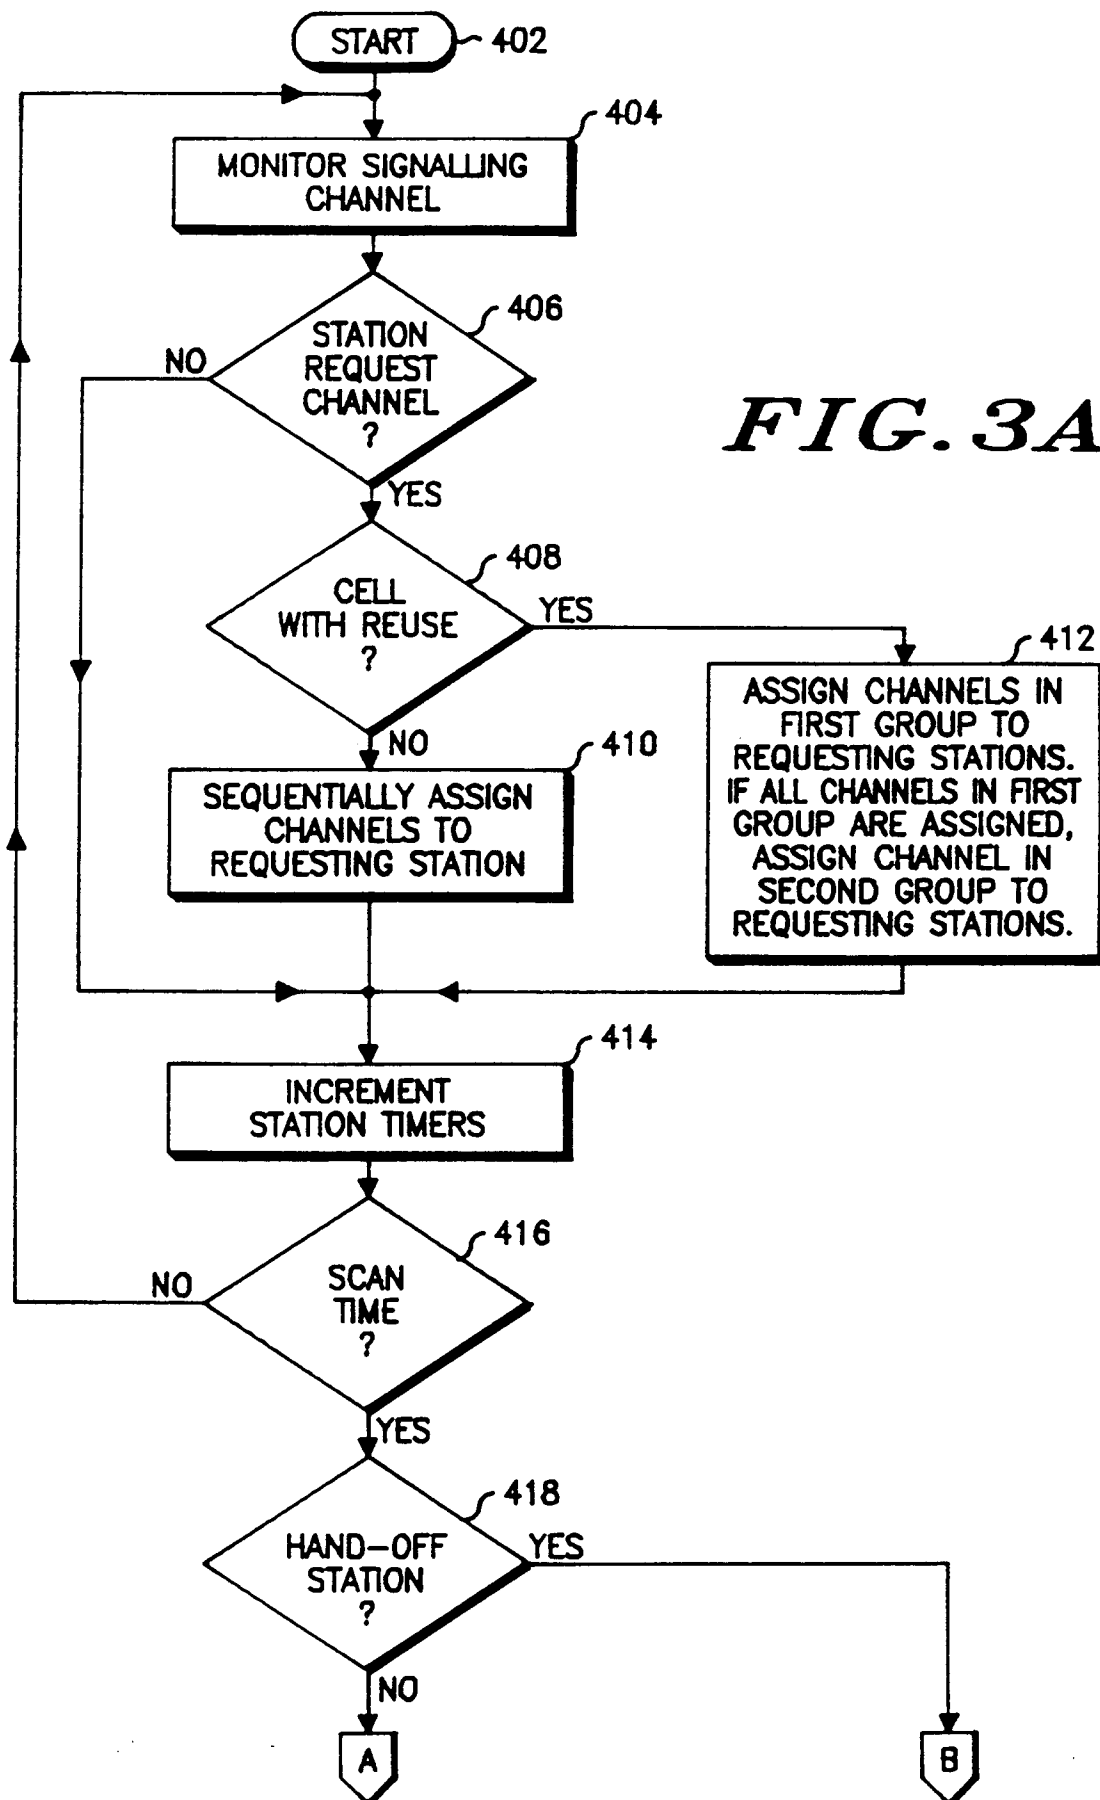 START
402
404
MONITOR SIGNALLING
CHANNEL
406
STATION
REQUEST
CHANNEL
?
NO
YES
FIG. 3A
408
CELL
WITH REUSE
?
YES
NO
412
ASSIGN CHANNELS IN
FIRST GROUP TO
REQUESTING STATIONS.
IF ALL CHANNELS IN FIRST
GROUP ARE ASSIGNED,
ASSIGN CHANNEL IN
SECOND GROUP TO
REQUESTING STATIONS.
410
SEQUENTIALLY ASSIGN
CHANNELS TO
REQUESTING STATION
414
INCREMENT
STATION TIMERS
416
SCAN
TIME
?
NO
YES
418
HAND-OFF
STATION
?
YES
NO
A
B